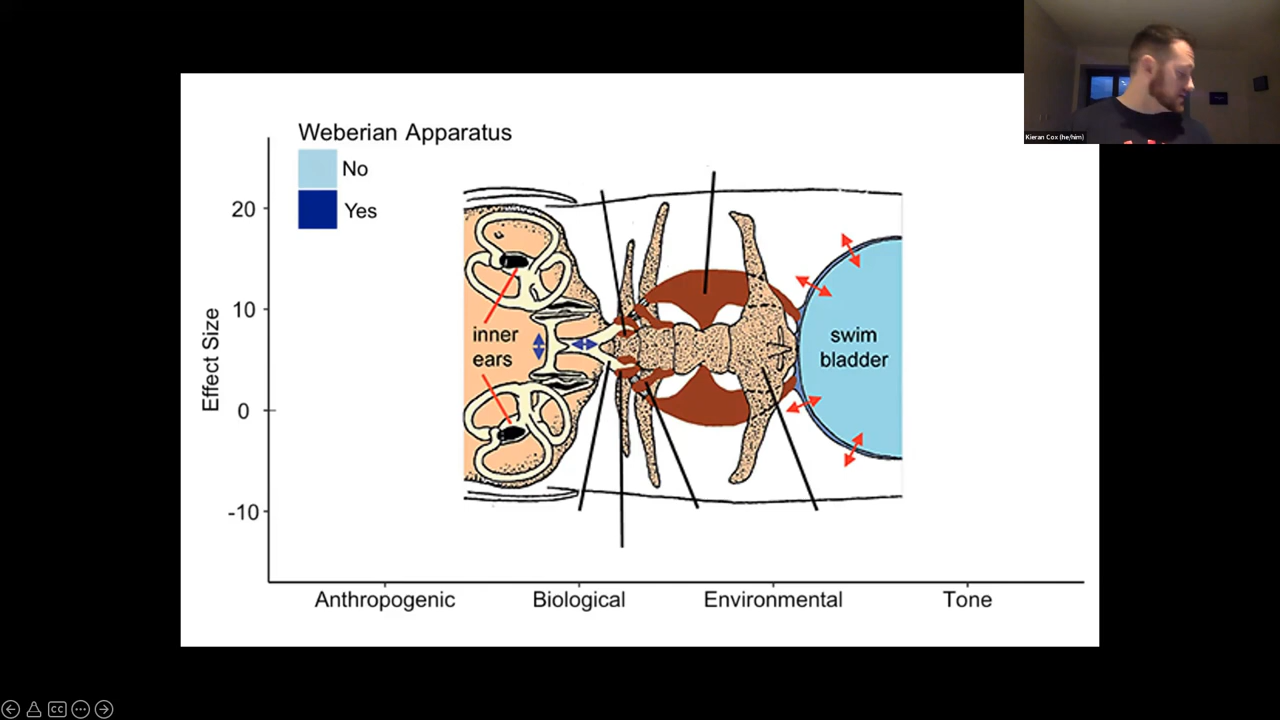 Weberian Apparatus
No
Yes
Effect Size
20
10
0
-10
inner
ears
swim
bladder
Anthropogenic
Biological
Environmental
Tone
Kieran Cox (he/him)
CC